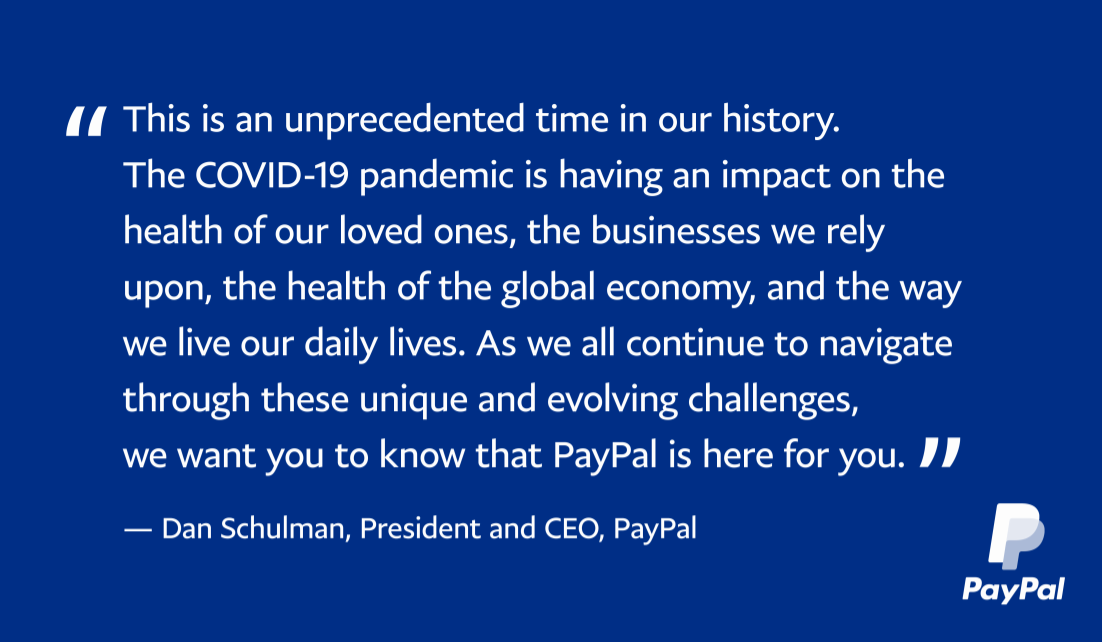 “ This is an unprecedented time in our history.
The COVID-19 pandemic is having an impact on the
health of our loved ones, the businesses we rely
upon, the health of the global economy, and the way
we live our daily lives. As we all continue to navigate
through these unique and evolving challenges,
we want you to know that PayPal is here for you. ”
— Dan Schulman, President and CEO, PayPal
PayPal